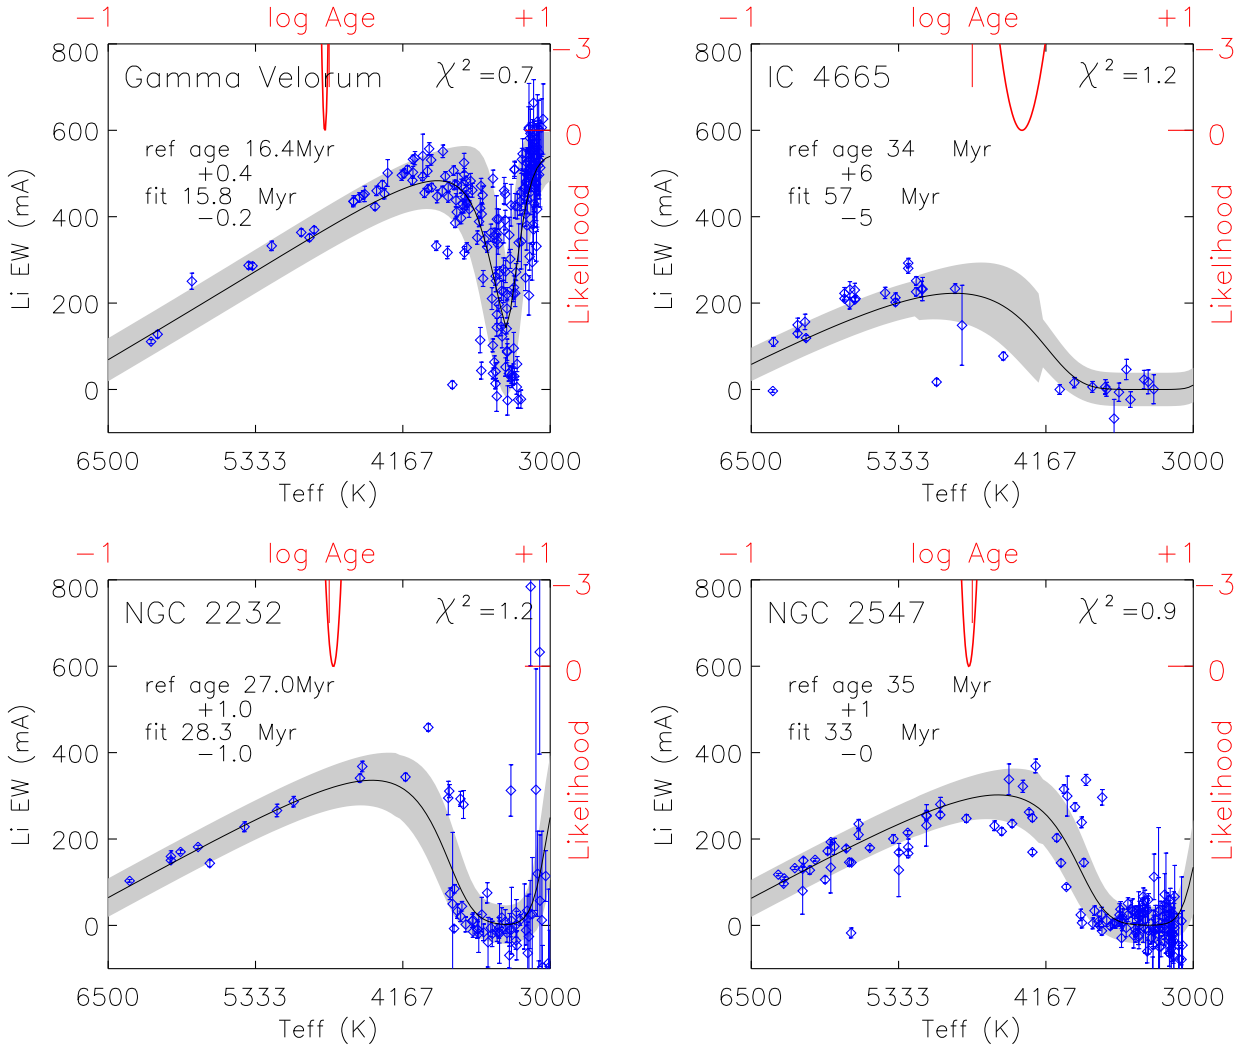 −1 log Age +1
800 −3
Gamma Velorum χ²=0.7
600 0
ref age 16.4Myr
+0.4
fit 15.8 Myr
−0.2
400
200
0
Li EW (mA)
Likelihood
6500 5333 4167 3000
Teff (K)
−1 log Age +1
800 −3
IC 4665 χ²=1.2
600 0
ref age 34 Myr
+6
fit 57 Myr
−5
400
200
0
Li EW (mA)
Likelihood
6500 5333 4167 3000
Teff (K)
−1 log Age +1
800 −3
NGC 2232 χ²=1.2
600 0
ref age 27.0Myr
+1.0
fit 28.3 Myr
−1.0
400
200
0
Li EW (mA)
Likelihood
6500 5333 4167 3000
Teff (K)
−1 log Age +1
800 −3
NGC 2547 χ²=0.9
600 0
ref age 35 Myr
+1
fit 33 Myr
−0
400
200
0
Li EW (mA)
Likelihood
6500 5333 4167 3000
Teff (K)